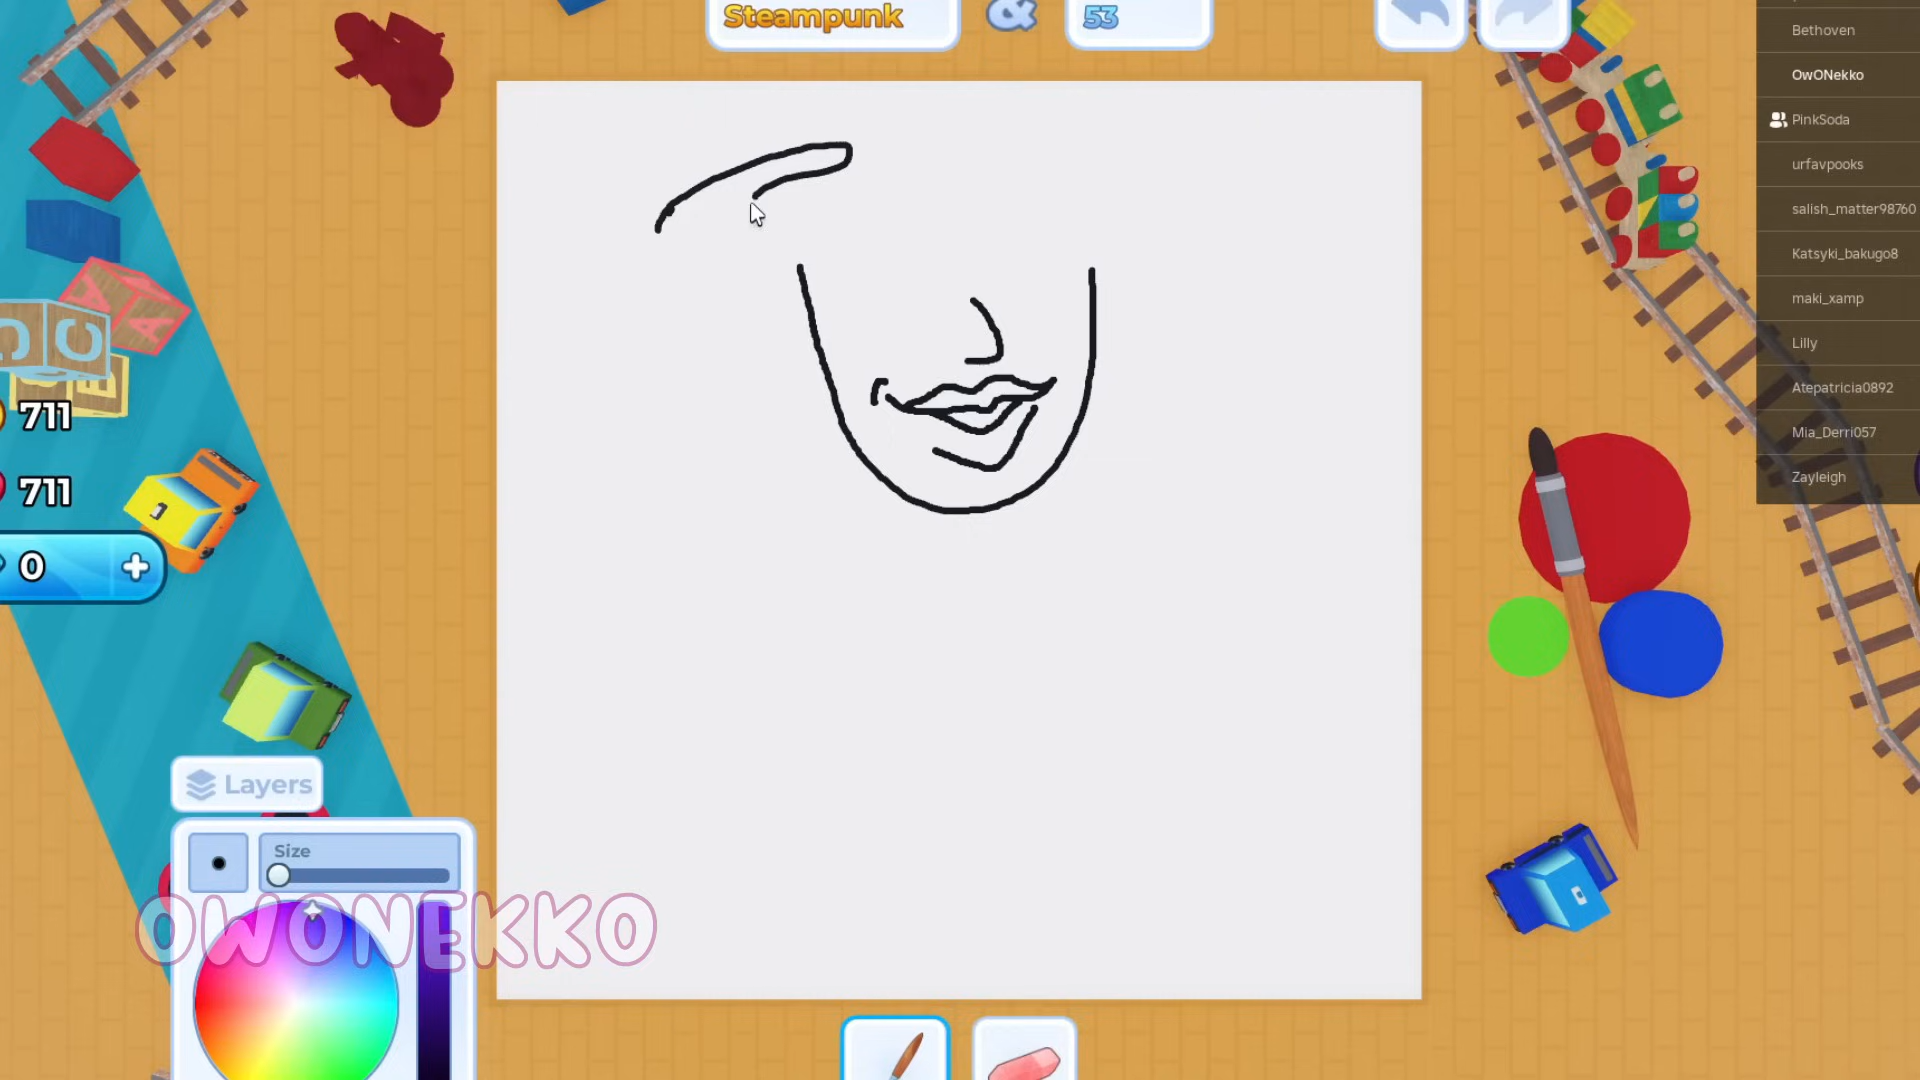 Steampunk & 53
Bethoven
OwONekko
PinkSoda
urfavpooks
salish_matter98760
Katsyki_bakugo8
maki_xamp
Lilly
Atepatricia0892
Mia_Derri057
Zayleigh
A
A
C
711
711
1
0 +
Layers
Size
OWONEKKO